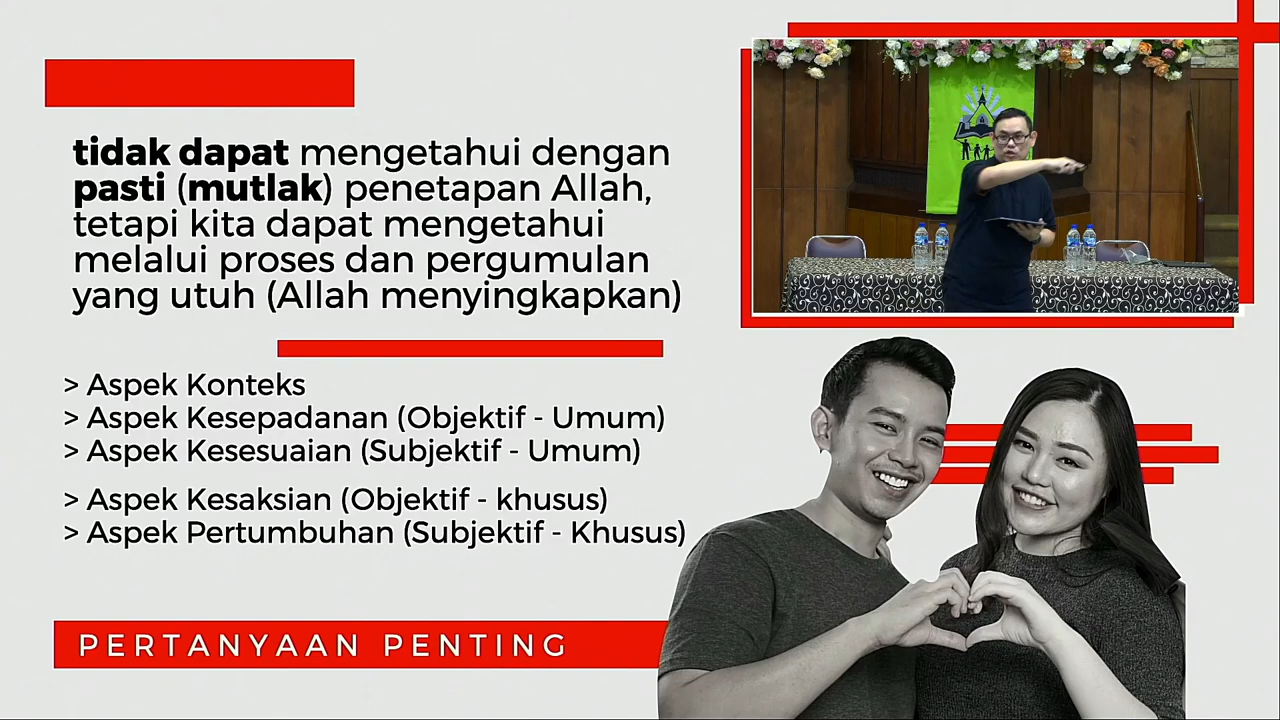 tidak dapat mengetahui dengan
pasti (mutlak) penetapan Allah,
tetapi kita dapat mengetahui
melalui proses dan pergumulan
yang utuh (Allah menyingkapkan)
> Aspek Konteks
> Aspek Kesepadanan (Objektif - Umum)
> Aspek Kesesuaian (Subjektif - Umum)
> Aspek Kesaksian (Objektif - khusus)
> Aspek Pertumbuhan (Subjektif - Khusus)
PERTANYAAN PENTING